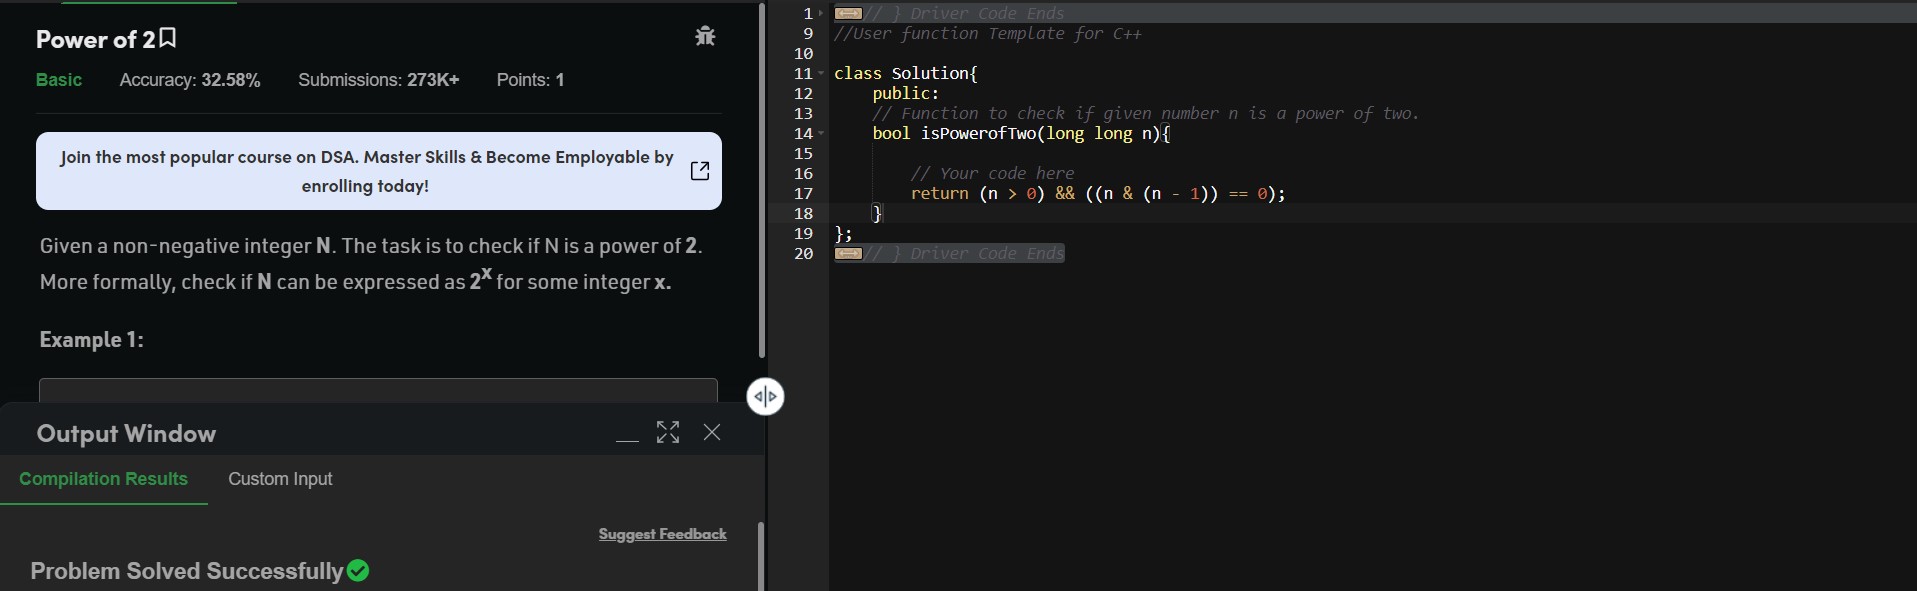 Power of 2
Basic Accuracy: 32.58% Submissions: 273K+ Points: 1
Join the most popular course on DSA. Master Skills & Become Employable by
enrolling today!
Given a non-negative integer N. The task is to check if N is a power of 2.
More formally, check if N can be expressed as 2^x for some integer x.
Example 1:
Output Window
Compilation Results Custom Input
Suggest Feedback
Problem Solved Successfully
1 // } Driver Code Ends
9 //User function Template for C++
10
11 class Solution{
12 public:
13 // Function to check if given number n is a power of two.
14 bool isPowerofTwo(long long n){
15
16 // Your code here
17 return (n > 0) && ((n & (n - 1)) == 0);
18 }
19 };
20 // } Driver Code Ends